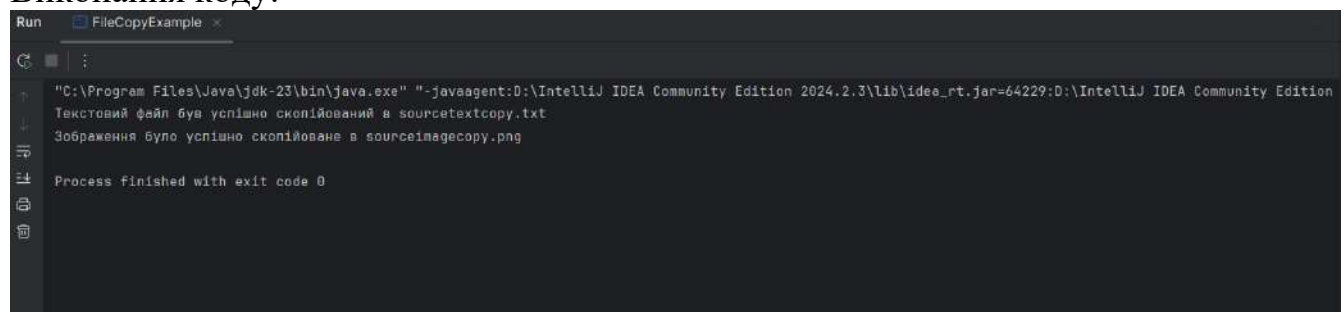 Виконання коду:
Run FileCopyExample
"C:\Program Files\Java\jdk-23\bin\java.exe" "-javaagent:D:\IntelliJ IDEA Community Edition 2024.2.3\lib\idea_rt.jar=64229:D:\IntelliJ IDEA Community Edition
Текстовий файл був успішно скопійований в sourcetextcopy.txt
Зображення було успішно скопійоване в sourceimagecopy.png
Process finished with exit code 0